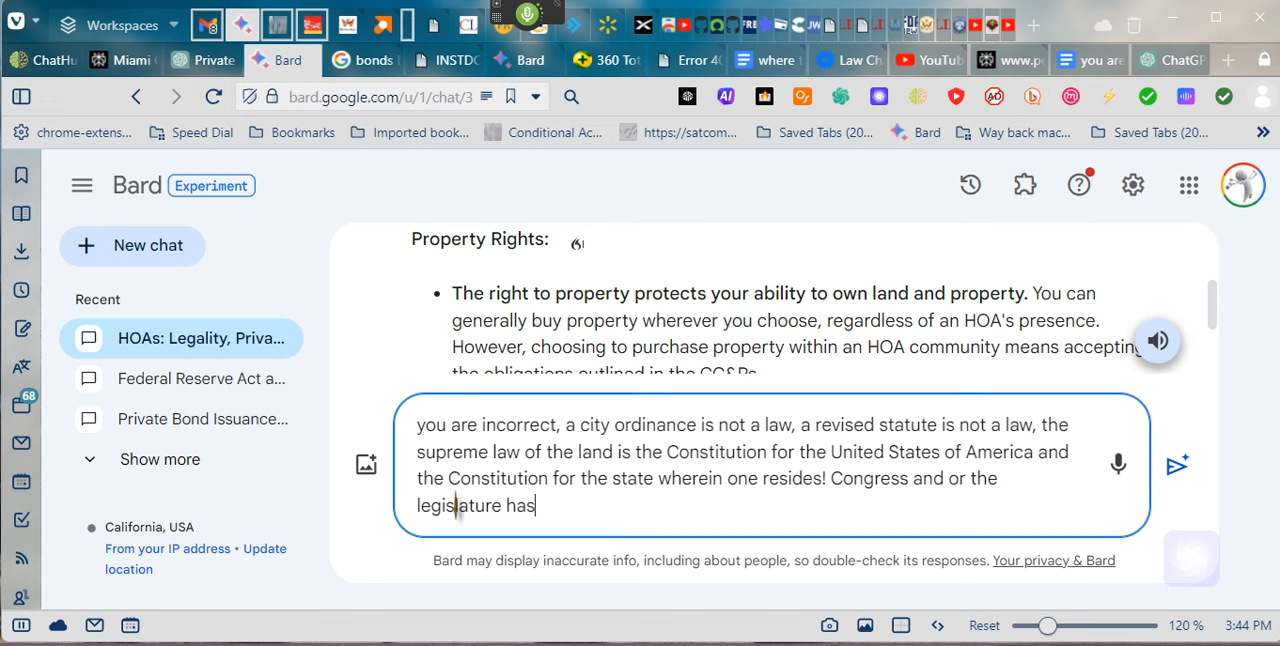 Workspaces
ChatHu Miami Private Bard bonds INSTDC Bard 360 Tot Error 4 where t Law Ch YouTub www.p you are ChatGP
bard.google.com/u/1/chat/3
chrome-extens... Speed Dial Bookmarks Imported book... Conditional Ac... https://satcom... Saved Tabs (20... Bard Way back mac... Saved Tabs (20...
Bard Experiment
New chat
Recent
HOAs: Legality, Priva...
Federal Reserve Act a...
Private Bond Issuance...
Show more
California, USA
From your IP address • Update
location
Property Rights:
• The right to property protects your ability to own land and property. You can
generally buy property wherever you choose, regardless of an HOA's presence.
However, choosing to purchase property within an HOA community means accepting
the obligations outlined in the CC&Rs.
you are incorrect, a city ordinance is not a law, a revised statute is not a law, the
supreme law of the land is the Constitution for the United States of America and
the Constitution for the state wherein one resides! Congress and or the
legislature has
Bard may display inaccurate info, including about people, so double-check its responses. Your privacy & Bard
68
Reset 120 % 3:44 PM